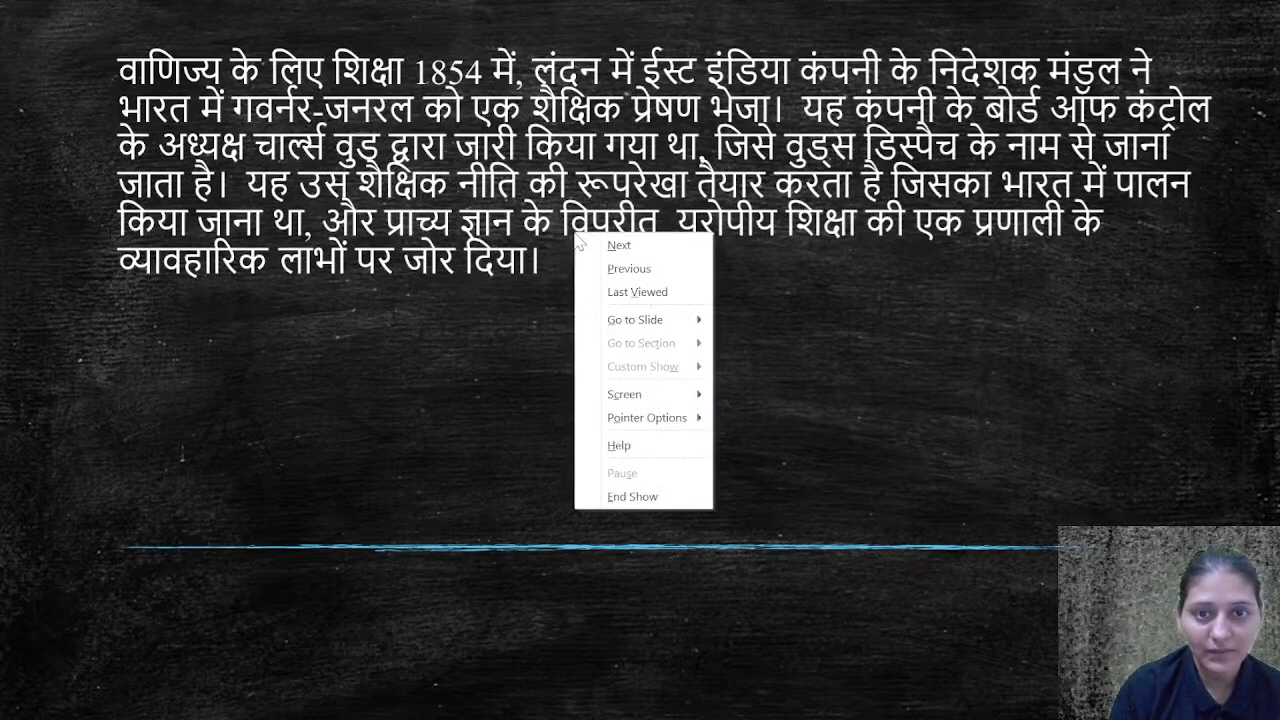 वाणिज्य के लिए शिक्षा 1854 में, लंदन में ईस्ट इंडिया कंपनी के निदेशक मंडल ने
भारत में गवर्नर-जनरल को एक शैक्षिक प्रेषण भेजा। यह कंपनी के बोर्ड ऑफ कंट्रोल
के अध्यक्ष चार्ल्स वुड द्वारा जारी किया गया था, जिसे वुड्स डिस्पैच के नाम से जाना
जाता है। यह उस शैक्षिक नीति की रूपरेखा तैयार करता है जिसका भारत में पालन
किया जाना था, और प्राच्य ज्ञान के विपरीत यूरोपीय शिक्षा की एक प्रणाली के
व्यावहारिक लाभों पर जोर दिया।
Next
Previous
Last Viewed
Go to Slide
Go to Section
Custom Show
Screen
Pointer Options
Help
Pause
End Show